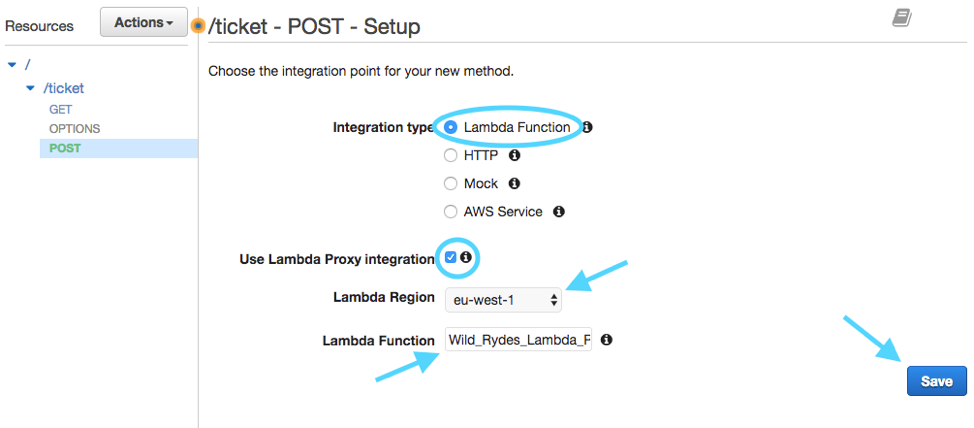 Resources
Actions
/ticket - POST - Setup
/
/ticket
GET
OPTIONS
POST
Choose the integration point for your new method.
Integration type Lambda Function
HTTP
Mock
AWS Service
Use Lambda Proxy integration
Lambda Region eu-west-1
Lambda Function Wild_Rydes_Lambda_F
Save